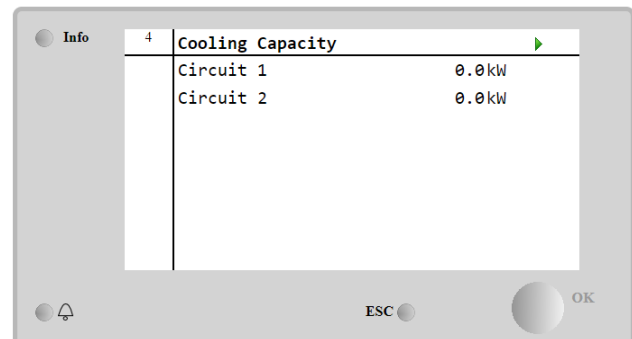 Info
4 Cooling Capacity
Circuit 1 0.0kW
Circuit 2 0.0kW
ESC
OK